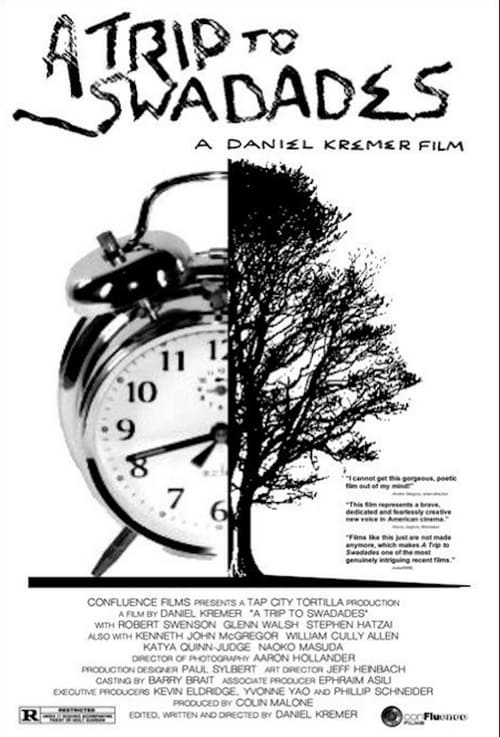 A TRIP TO
SWADADES
A DANIEL KREMER FILM
11 12
10
9
8
7 6
"I cannot get this gorgeous, poetic
film out of my mind!"
"This film represents a brave,
dedicated and fearlessly creative
new voice in American cinema."
"Films like this just are not made
anymore, which makes A Trip to
Swadades one of the most
genuinely intriguing recent films."
CONFLUENCE FILMS PRESENTS A TAP CITY TORTILLA PRODUCTION
A FILM BY DANIEL KREMER "A TRIP TO SWADADES"
WITH ROBERT SWENSON GLENN WALSH STEPHEN HATZAI
ALSO WITH KENNETH JOHN McGREGOR WILLIAM CULLY ALLEN
KATYA QUINN-JUDGE NAOKO MASUDA
DIRECTOR OF PHOTOGRAPHY AARON HOLLANDER
PRODUCTION DESIGNER PAUL SYLBERT ART DIRECTOR JEFF HEINBACH
CASTING BY BARRY BRAIT ASSOCIATE PRODUCER EPHRAIM ASILI
EXECUTIVE PRODUCERS KEVIN ELDRIDGE, YVONNE YAO AND PHILLIP SCHNEIDER
PRODUCED BY COLIN MALONE
EDITED, WRITTEN AND DIRECTED BY DANIEL KREMER
R RESTRICTED
conFluence
FILMS